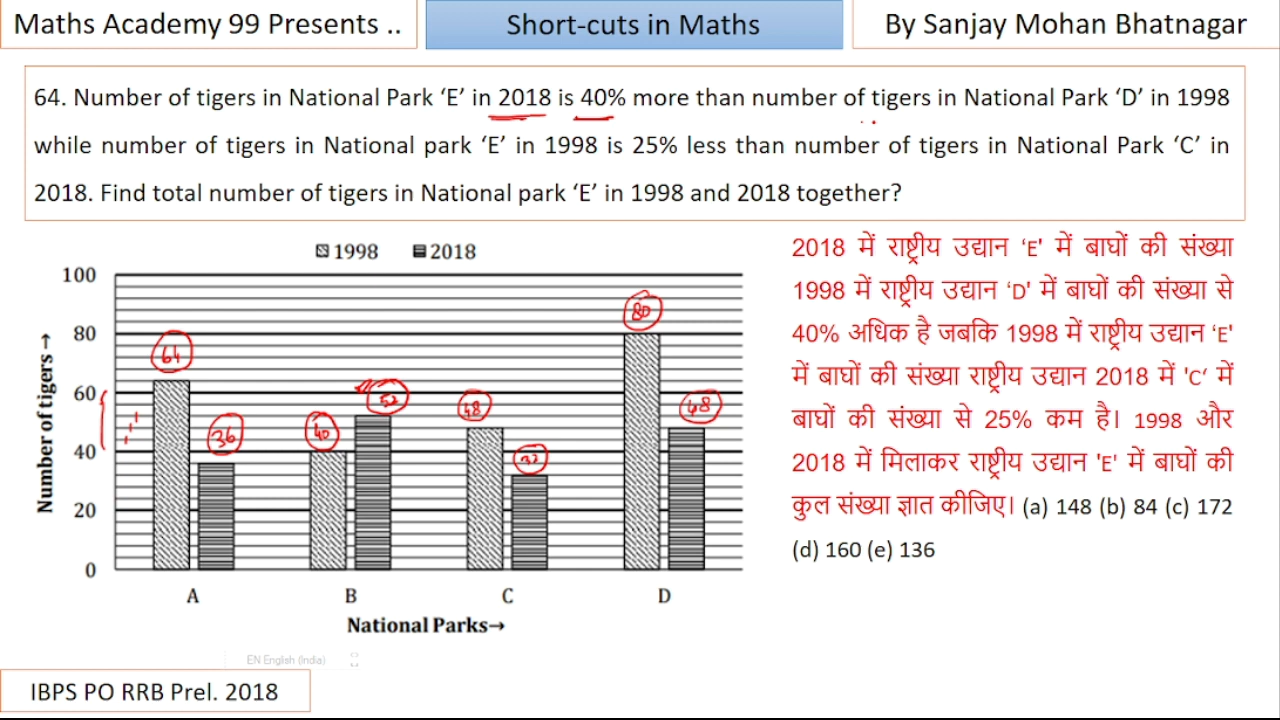 Maths Academy 99 Presents ..
Short-cuts in Maths
By Sanjay Mohan Bhatnagar
64. Number of tigers in National Park ‘E’ in 2018 is 40% more than number of tigers in National Park ‘D’ in 1998
while number of tigers in National park ‘E’ in 1998 is 25% less than number of tigers in National Park ‘C’ in
2018. Find total number of tigers in National park ‘E’ in 1998 and 2018 together?
1998 2018
Number of tigers→
100
80
60
40
20
0
64
36
40
52
48
32
80
48
A B C D
National Parks→
2018 में राष्ट्रीय उद्यान ‘E' में बाघों की संख्या
1998 में राष्ट्रीय उद्यान ‘D' में बाघों की संख्या से
40% अधिक है जबकि 1998 में राष्ट्रीय उद्यान ‘E'
में बाघों की संख्या राष्ट्रीय उद्यान 2018 में 'C‘ में
बाघों की संख्या से 25% कम है। 1998 और
2018 में मिलाकर राष्ट्रीय उद्यान 'E' में बाघों की
कुल संख्या ज्ञात कीजिए। (a) 148 (b) 84 (c) 172
(d) 160 (e) 136
EN English (India)
IBPS PO RRB Prel. 2018